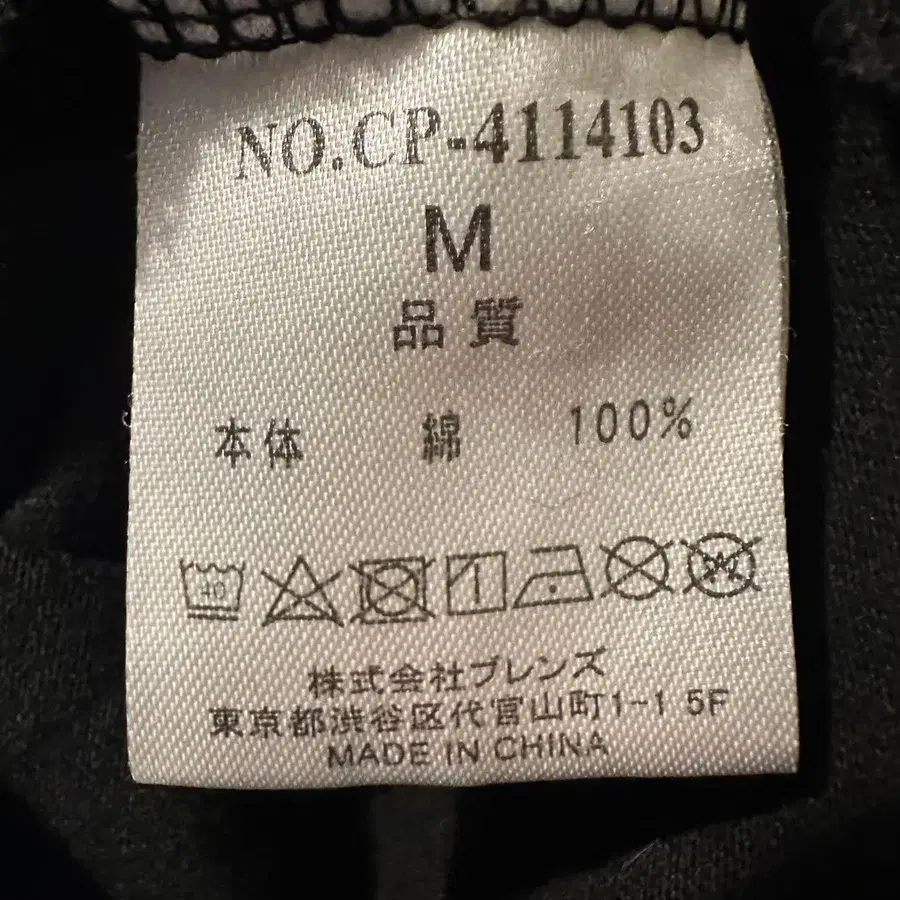 NO.CP-4114103
M
品質
本体 綿 100%
40
株式会社ブレンズ
東京都渋谷区代官山町1-1 5F
MADE IN CHINA